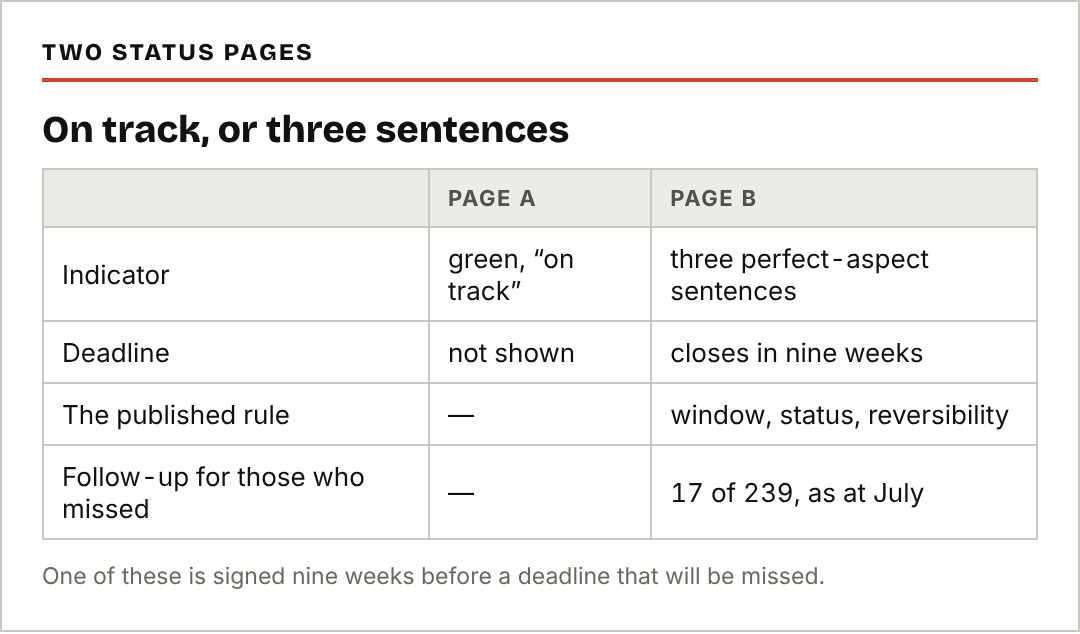 TWO STATUS PAGES
On track, or three sentences
PAGE A
PAGE B
Indicator
green, “on
track”
three perfect-aspect
sentences
Deadline
not shown
closes in nine weeks
The published rule
—
window, status, reversibility
Follow-up for those who
missed
—
17 of 239, as at July
One of these is signed nine weeks before a deadline that will be missed.